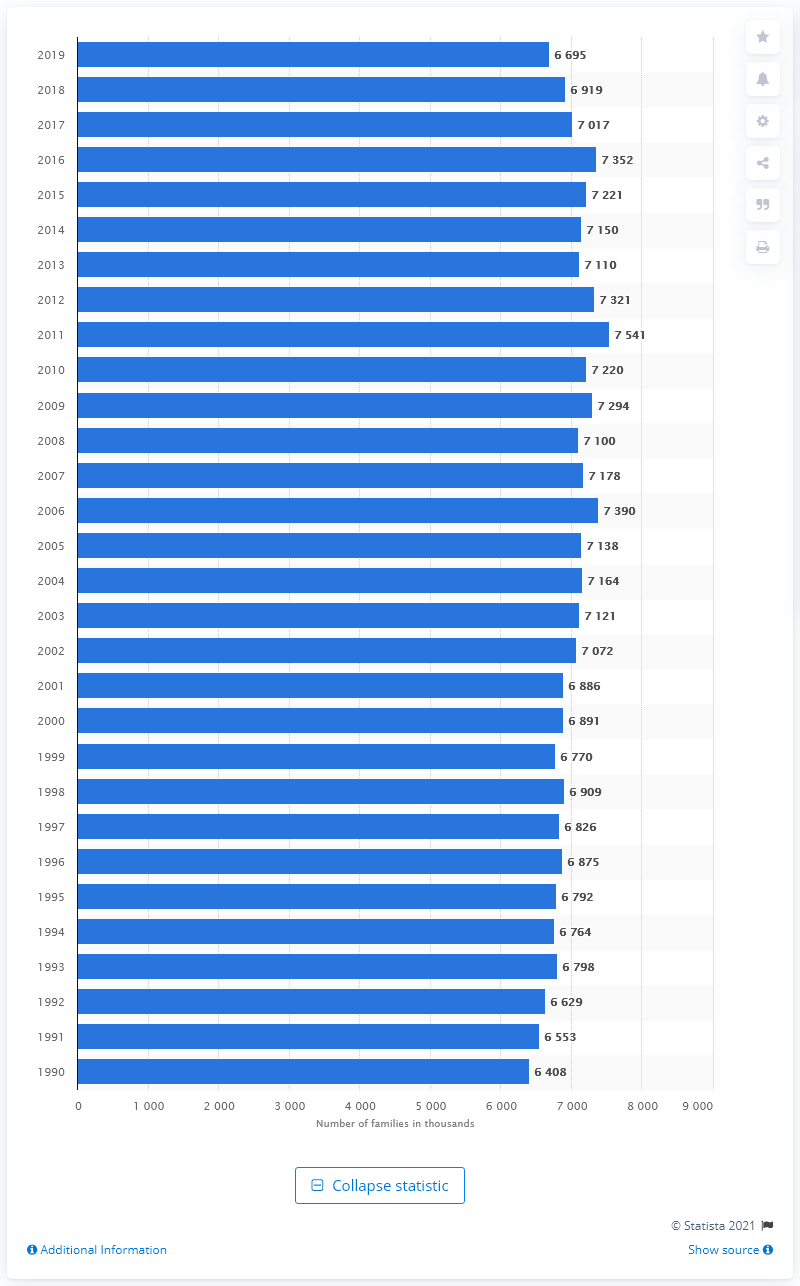 2019 6 695
2018 6 919
2017 7 017
2016 7 352
2015 7 221
2014 7 150
2013 7 110
2012 7 321
2011 7 541
2010 7 220
2009 7 294
2008 7 100
2007 7 178
2006 7 390
2005 7 138
2004 7 164
2003 7 121
2002 7 072
2001 6 886
2000 6 891
1999 6 770
1998 6 909
1997 6 826
1996 6 875
1995 6 792
1994 6 764
1993 6 798
1992 6 629
1991 6 553
1990 6 408
0 1 000 2 000 3 000 4 000 5 000 6 000 7 000 8 000 9 000
Number of families in thousands
Collapse statistic
© Statista 2021
Additional Information Show source